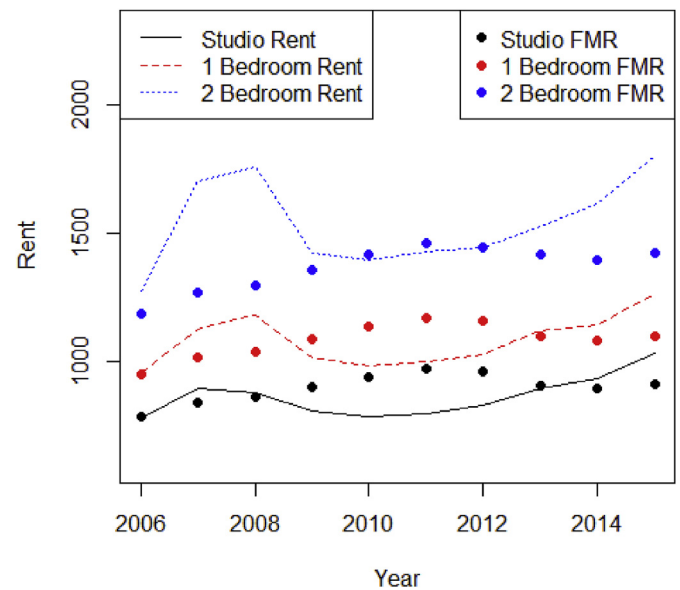 Studio Rent
1 Bedroom Rent
2 Bedroom Rent
Studio FMR
1 Bedroom FMR
2 Bedroom FMR
2000
1500
1000
Rent
2006 2008 2010 2012 2014
Year